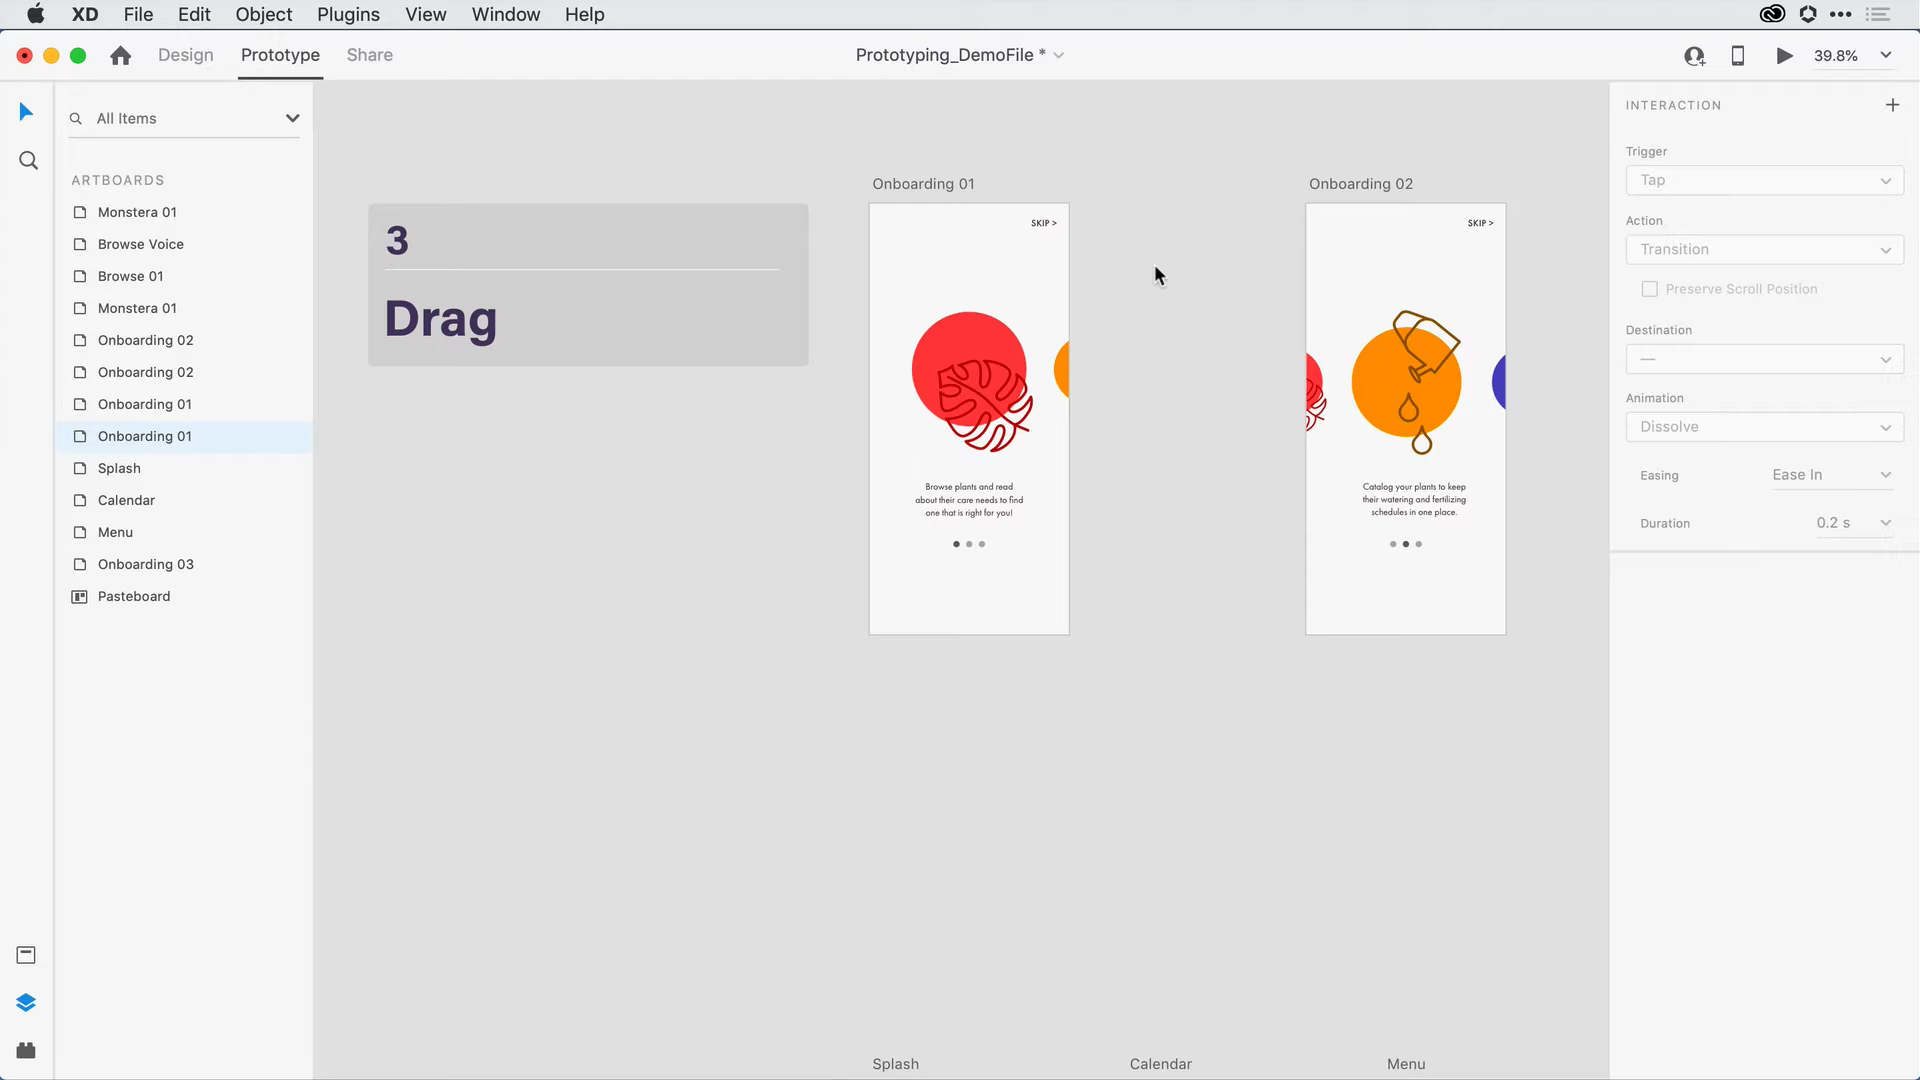 XD File Edit Object Plugins View Window Help
Design Prototype Share
Prototyping_DemoFile *
39.8%
All Items
ARTBOARDS
Monstera 01
Browse Voice
Browse 01
Monstera 01
Onboarding 02
Onboarding 02
Onboarding 01
Onboarding 01
Splash
Calendar
Menu
Onboarding 03
Pasteboard
3
Drag
Onboarding 01
SKIP >
Browse plants and read
about their care needs to find
one that is right for you!
Onboarding 02
SKIP >
Catalog your plants to keep
their watering and fertilizing
schedules in one place.
Splash
Calendar
Menu
INTERACTION
Trigger
Tap
Action
Transition
Preserve Scroll Position
Destination
—
Animation
Dissolve
Easing Ease In
Duration 0.2 s